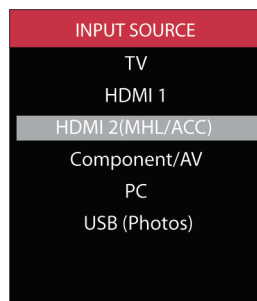 INPUT SOURCE
TV
HDMI 1
HDMI 2(MHL/ACC)
Component/AV
PC
USB (Photos)